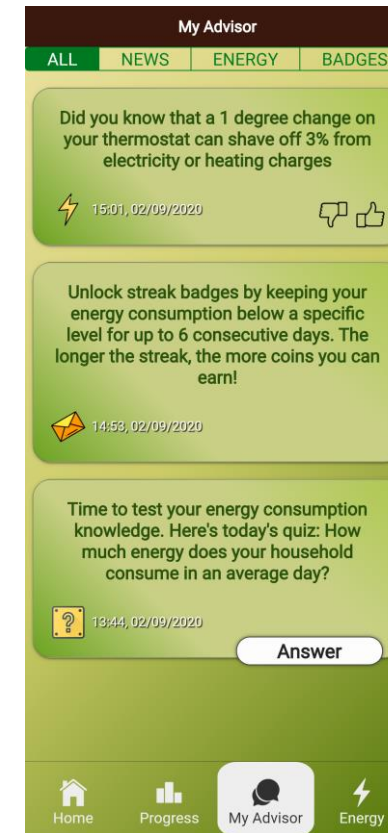 My Advisor
ALL NEWS ENERGY BADGES
Did you know that a 1 degree change on
your thermostat can shave off 3% from
electricity or heating charges
15:01, 02/09/2020
Unlock streak badges by keeping your
energy consumption below a specific
level for up to 6 consecutive days. The
longer the streak, the more coins you can
earn!
14:53, 02/09/2020
Time to test your energy consumption
knowledge. Here's today's quiz: How
much energy does your household
consume in an average day?
?
13:44, 02/09/2020
Answer
Home Progress My Advisor Energy